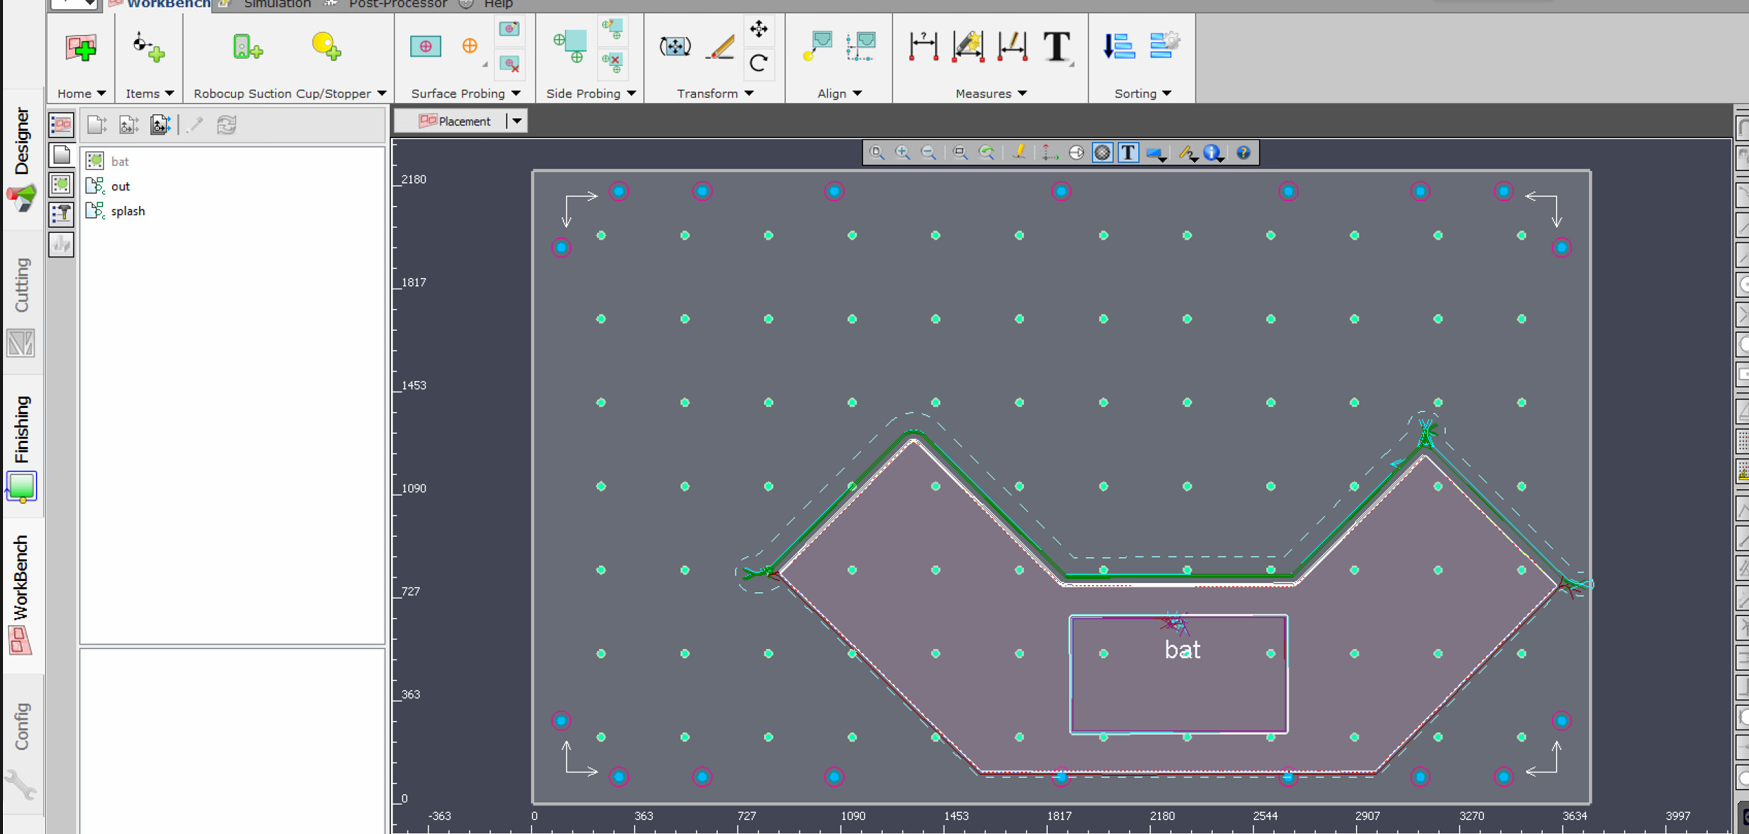 WorkBench Simulation Post-Processor Help
Home Items Robocup Suction Cup/Stopper Surface Probing Side Probing Transform Align Measures Sorting
T
Placement
T
Designer
Cutting
Finishing
WorkBench
Config
bat
out
splash
2180
1817
1453
1090
727
363
0
bat
-363 0 363 727 1090 1453 1817 2180 2544 2907 3270 3634 3997